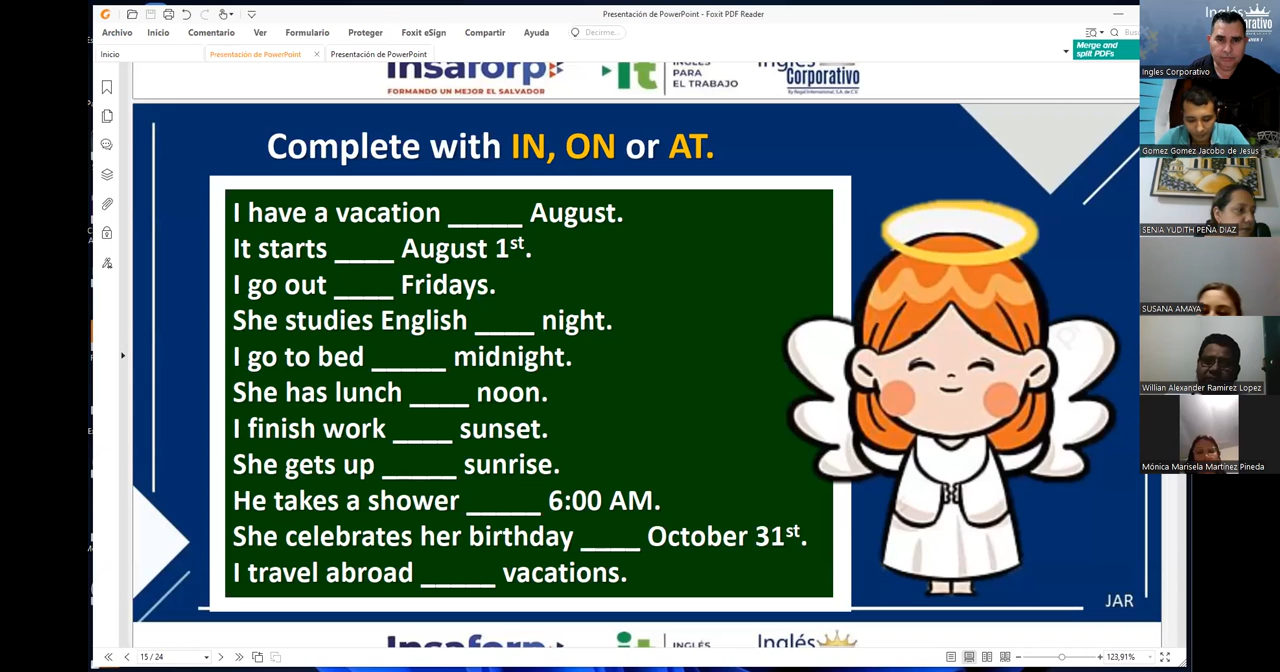 Presentación de PowerPoint - Foxit PDF Reader
Archivo Inicio Comentario Ver Formulario Proteger Foxit eSign Compartir Ayuda Decirme...
Inicio Presentación de PowerPoint Presentación de PowerPoint
Merge and
split PDFs
Insaforp
FORMANDO UN MEJOR EL SALVADOR
it
INGLÉS
PARA
EL TRABAJO
Inglés
Corporativo
Complete with IN, ON or AT.
I have a vacation _____ August.
It starts ____ August 1st.
I go out ____ Fridays.
She studies English ____ night.
I go to bed _____ midnight.
She has lunch ____ noon.
I finish work ____ sunset.
She gets up _____ sunrise.
He takes a shower _____ 6:00 AM.
She celebrates her birthday ____ October 31st.
I travel abroad _____ vacations.
JAR
Insaforp
INGLÉS
Inglés
15 / 24
123,91%
Ingles Corporativo
Gomez Gomez Jacobo de Jesus
SENIA YUDITH PEÑA DIAZ
SUSANA AMAYA
Willian Alexander Ramirez Lopez
Mónica Marisela Martínez Pineda